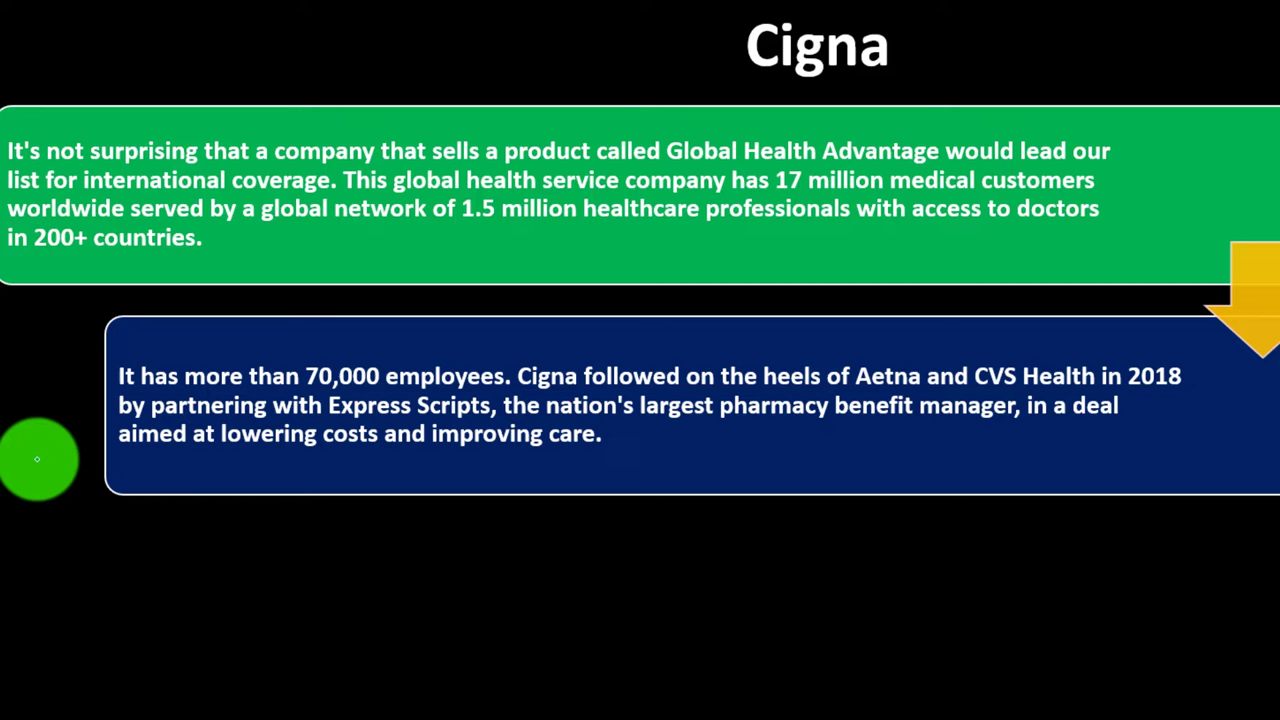 Cigna
It's not surprising that a company that sells a product called Global Health Advantage would lead our
list for international coverage. This global health service company has 17 million medical customers
worldwide served by a global network of 1.5 million healthcare professionals with access to doctors
in 200+ countries.
It has more than 70,000 employees. Cigna followed on the heels of Aetna and CVS Health in 2018
by partnering with Express Scripts, the nation's largest pharmacy benefit manager, in a deal
aimed at lowering costs and improving care.